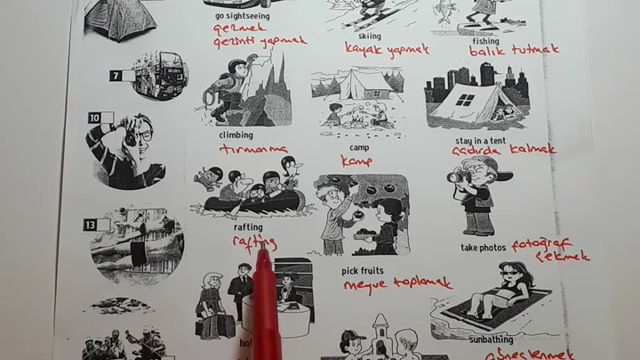 go sightseeing
gezmek
gezinti yapmak
skiing
kayak yapmak
fishing
balık tutmak
7
10
climbing
tırmanma
camp
kamp
stay in a tent
çadırda kalmak
13
rafting
rafting
pick fruits
meyve toplamak
take photos
fotoğraf
çekmek
sunbathing